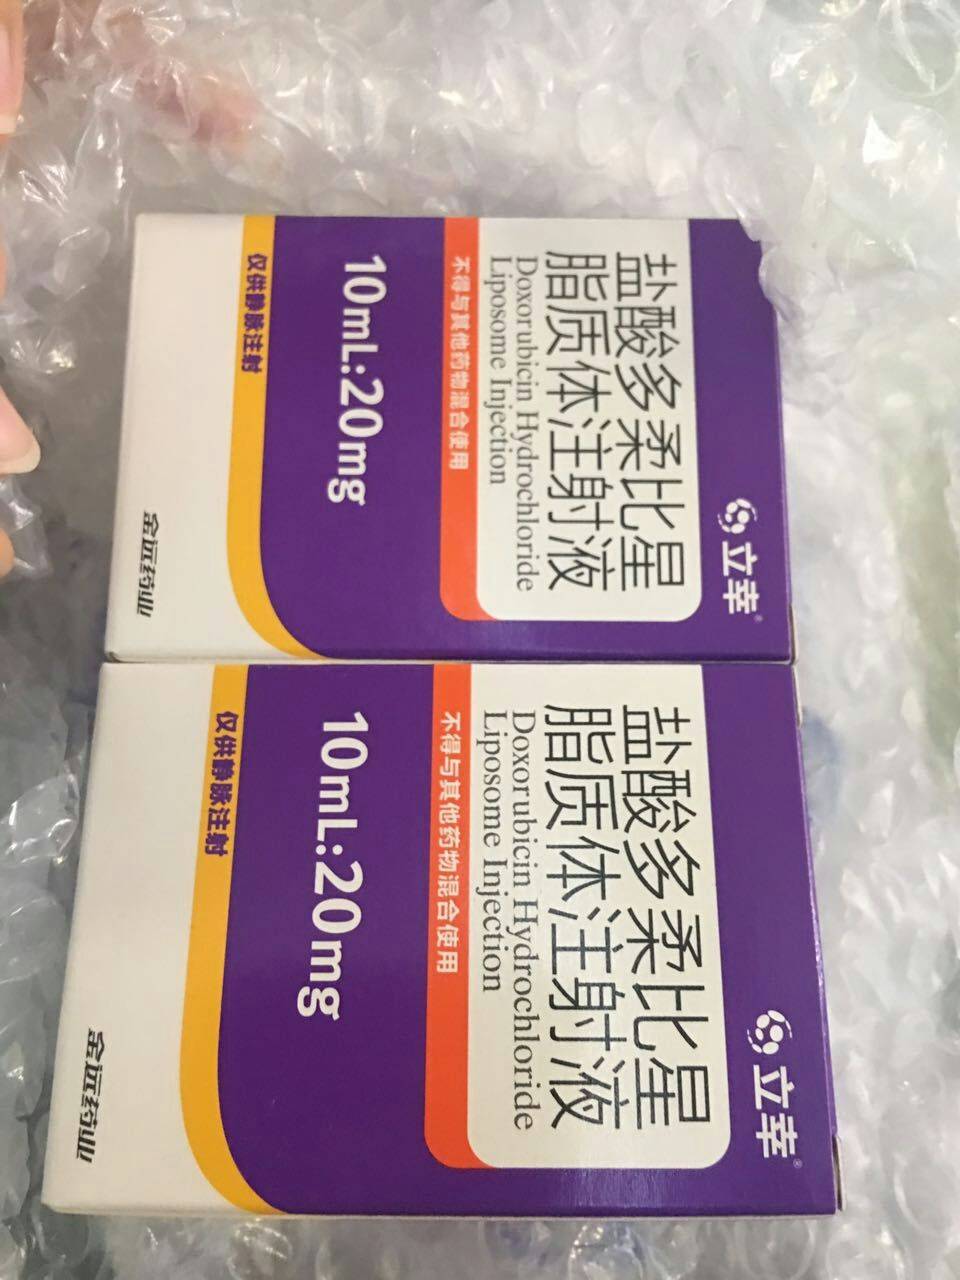 立幸®
盐酸多柔比星
脂质体注射液
Doxorubicin Hydrochloride
Liposome Injection
不得与其他药物混合使用
10mL:20mg
仅供静脉注射
金远药业
立幸®
盐酸多柔比星
脂质体注射液
Doxorubicin Hydrochloride
Liposome Injection
不得与其他药物混合使用
10mL:20mg
仅供静脉注射
金远药业